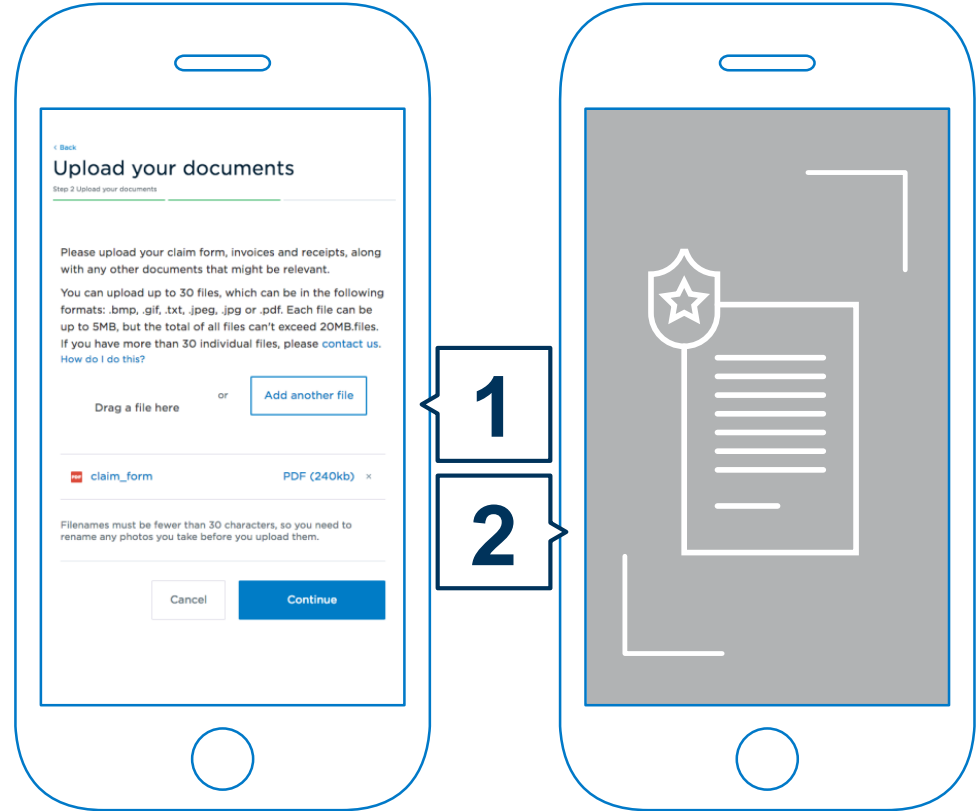 < Back
Upload your documents
Step 2 Upload your documents
Please upload your claim form, invoices and receipts, along
with any other documents that might be relevant.
You can upload up to 30 files, which can be in the following
formats: .bmp, .gif, .txt, .jpeg, .jpg or .pdf. Each file can be
up to 5MB, but the total of all files can't exceed 20MB.files.
If you have more than 30 individual files, please contact us.
How do I do this?
Drag a file here or Add another file
PDF claim_form PDF (240kb) ×
Filenames must be fewer than 30 characters, so you need to
rename any photos you take before you upload them.
Cancel Continue
1
2